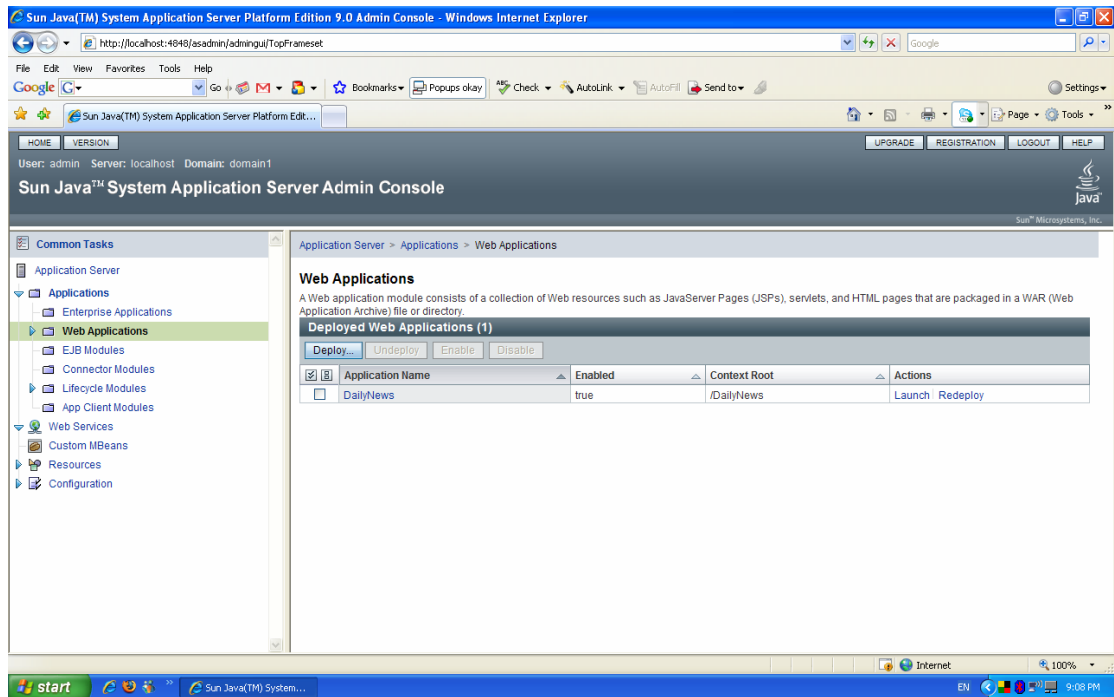 Sun Java(TM) System Application Server Platform Edition 9.0 Admin Console - Windows Internet Explorer
http://localhost:4848/asadmin/admingui/TopFrameset
Google
File Edit View Favorites Tools Help
Google G Go Bookmarks Popups okay ABC Check AutoLink AutoFill Send to Settings
Sun Java(TM) System Application Server Platform Edit... Page Tools »
HOME VERSION UPGRADE REGISTRATION LOGOUT HELP
User: admin Server: localhost Domain: domain1
Sun Java™ System Application Server Admin Console
Java
Sun™ Microsystems, Inc.
Common Tasks
Application Server
Applications
Enterprise Applications
Web Applications
EJB Modules
Connector Modules
Lifecycle Modules
App Client Modules
Web Services
Custom MBeans
Resources
Configuration
Application Server > Applications > Web Applications
Web Applications
A Web application module consists of a collection of Web resources such as JavaServer Pages (JSPs), servlets, and HTML pages that are packaged in a WAR (Web
Application Archive) file or directory.
Deployed Web Applications (1)
Deploy... Undeploy Enable Disable
Application Name Enabled Context Root Actions
DailyNews true /DailyNews Launch Redeploy
Internet 100%
start » Sun Java(TM) System... EN 9:08 PM